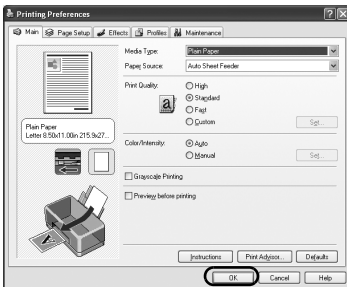 Printing Preferences
Main Page Setup Effects Profiles Maintenance
Media Type: Plain Paper
Paper Source: Auto Sheet Feeder
Print Quality: High
Standard
Fast
Custom Set...
Color/Intensity: Auto
Manual Set...
Plain Paper
Letter 8.50x11.00in 215.9x27...
Grayscale Printing
Preview before printing
Instructions Print Advisor... Defaults
OK Cancel Help